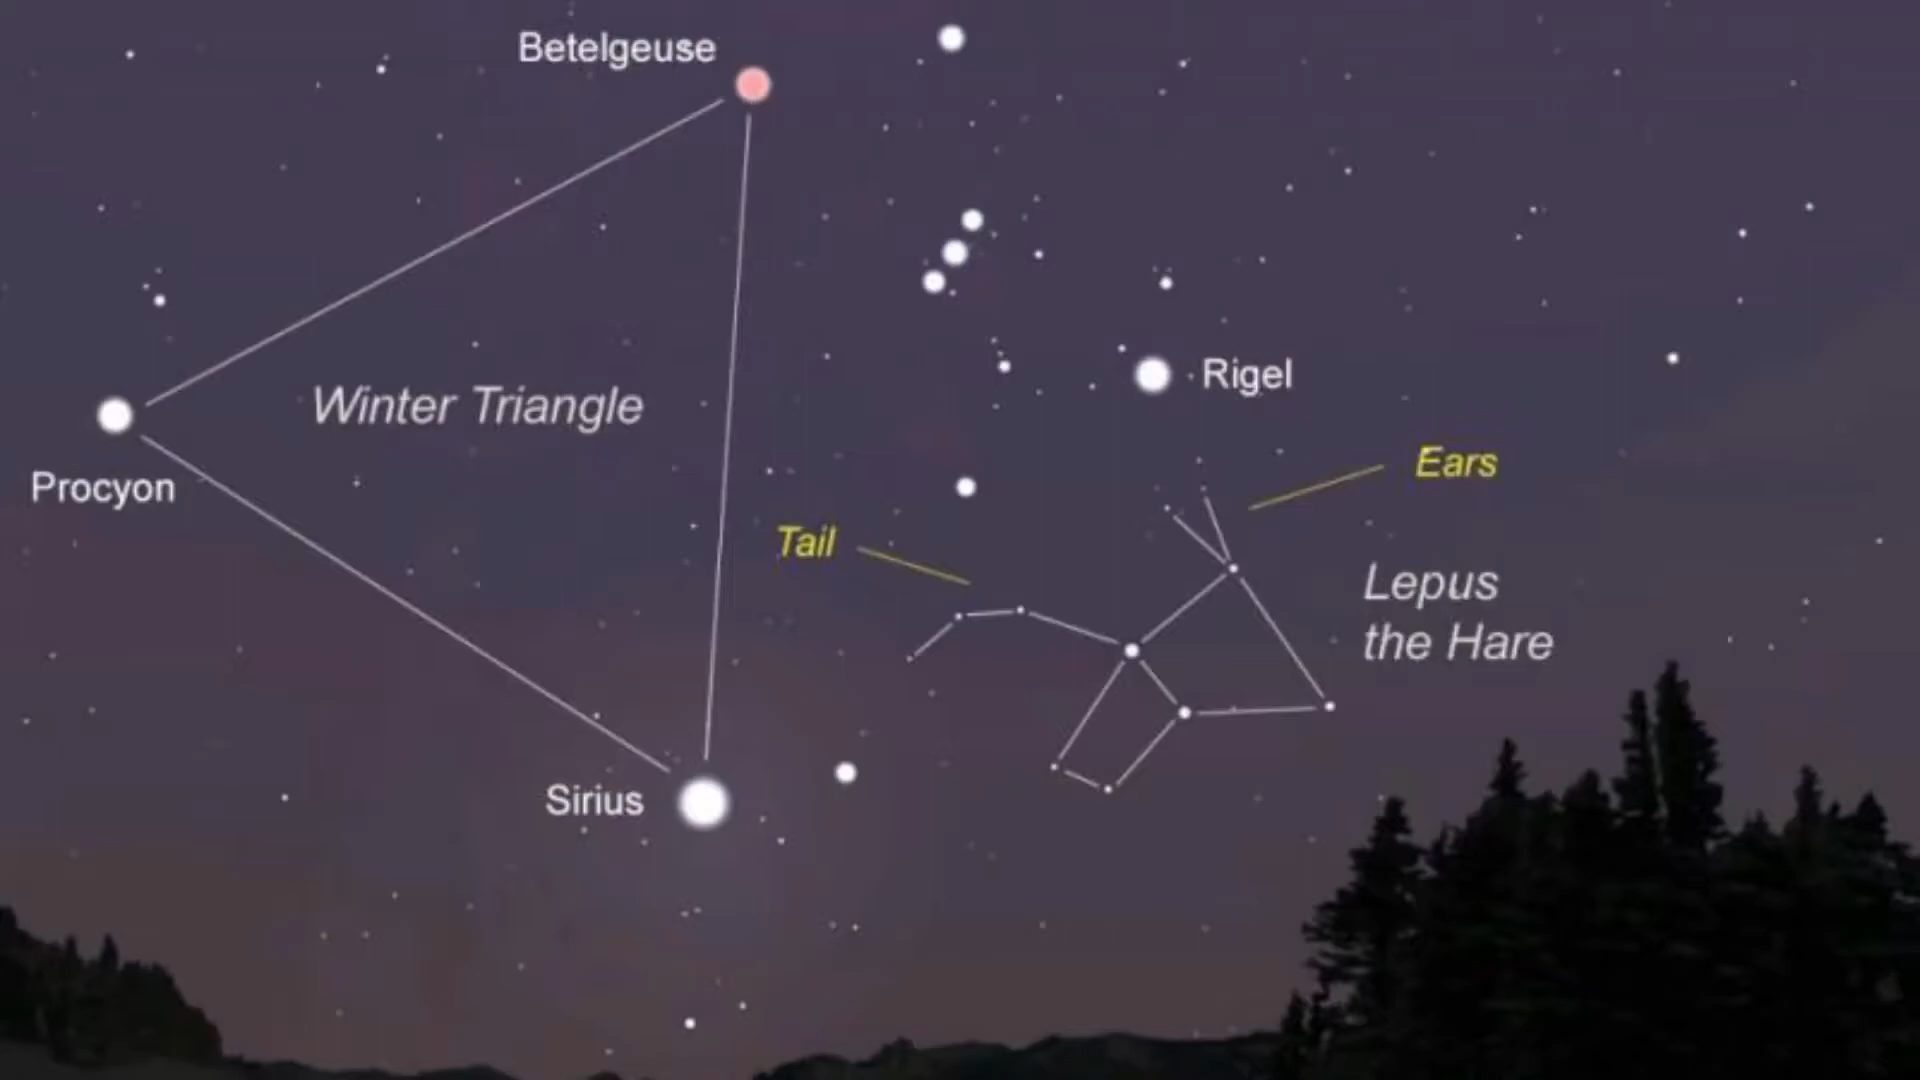 Betelgeuse
Rigel
Winter Triangle
Ears
Procyon
Tail
Lepus
the Hare
Sirius